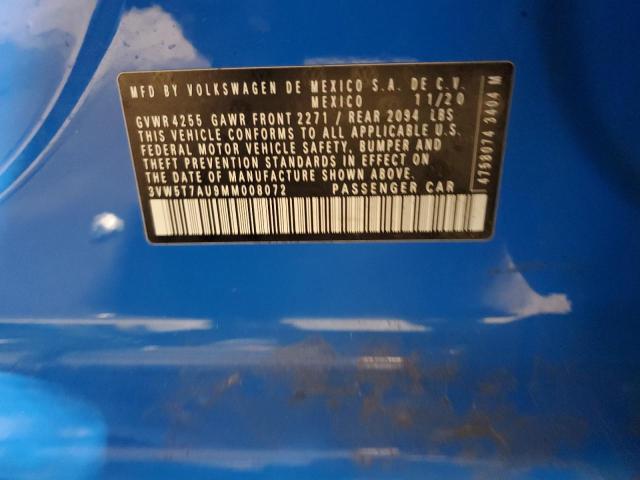 MFD BY VOLKSWAGEN DE MEXICO S.A. DE C.V.
MEXICO 11/20
GVWR 4255 GAWR FRONT 2271 / REAR 2094 LBS
THIS VEHICLE CONFORMS TO ALL APPLICABLE U.S.
FEDERAL MOTOR VEHICLE SAFETY, BUMPER AND
THEFT PREVENTION STANDARDS IN EFFECT ON
THE DATE OF MANUFACTURE SHOWN ABOVE.
3VW5T7AU9MM008072 PASSENGER CAR
4758074 3404 M